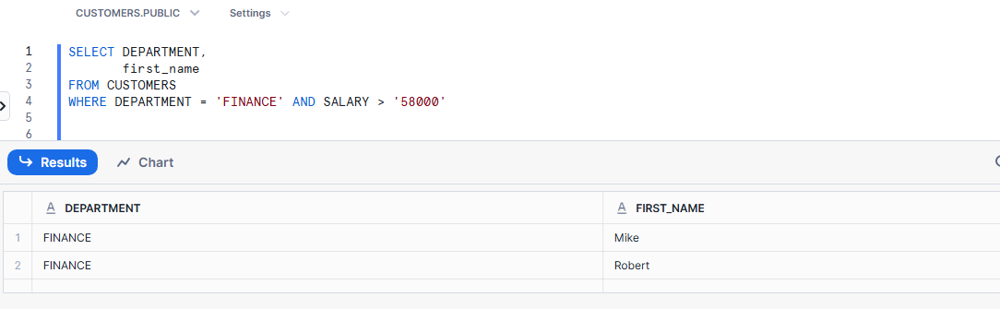 CUSTOMERS.PUBLIC Settings
1 SELECT DEPARTMENT,
2 first_name
3 FROM CUSTOMERS
4 WHERE DEPARTMENT = 'FINANCE' AND SALARY > '58000'
5
6
Results Chart
A DEPARTMENT A FIRST_NAME
1 FINANCE Mike
2 FINANCE Robert